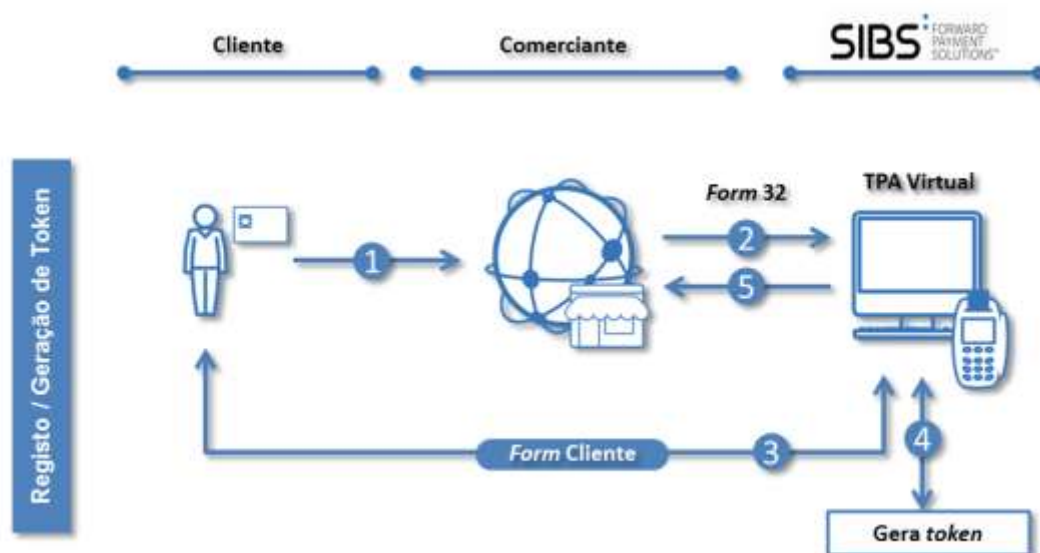 Cliente
Comerciante
SIBS FORWARD
PAYMENT
SOLUTIONS
Registo / Geração de Token
Form 32
TPA Virtual
1
2
5
Form Cliente
3
4
Gera token